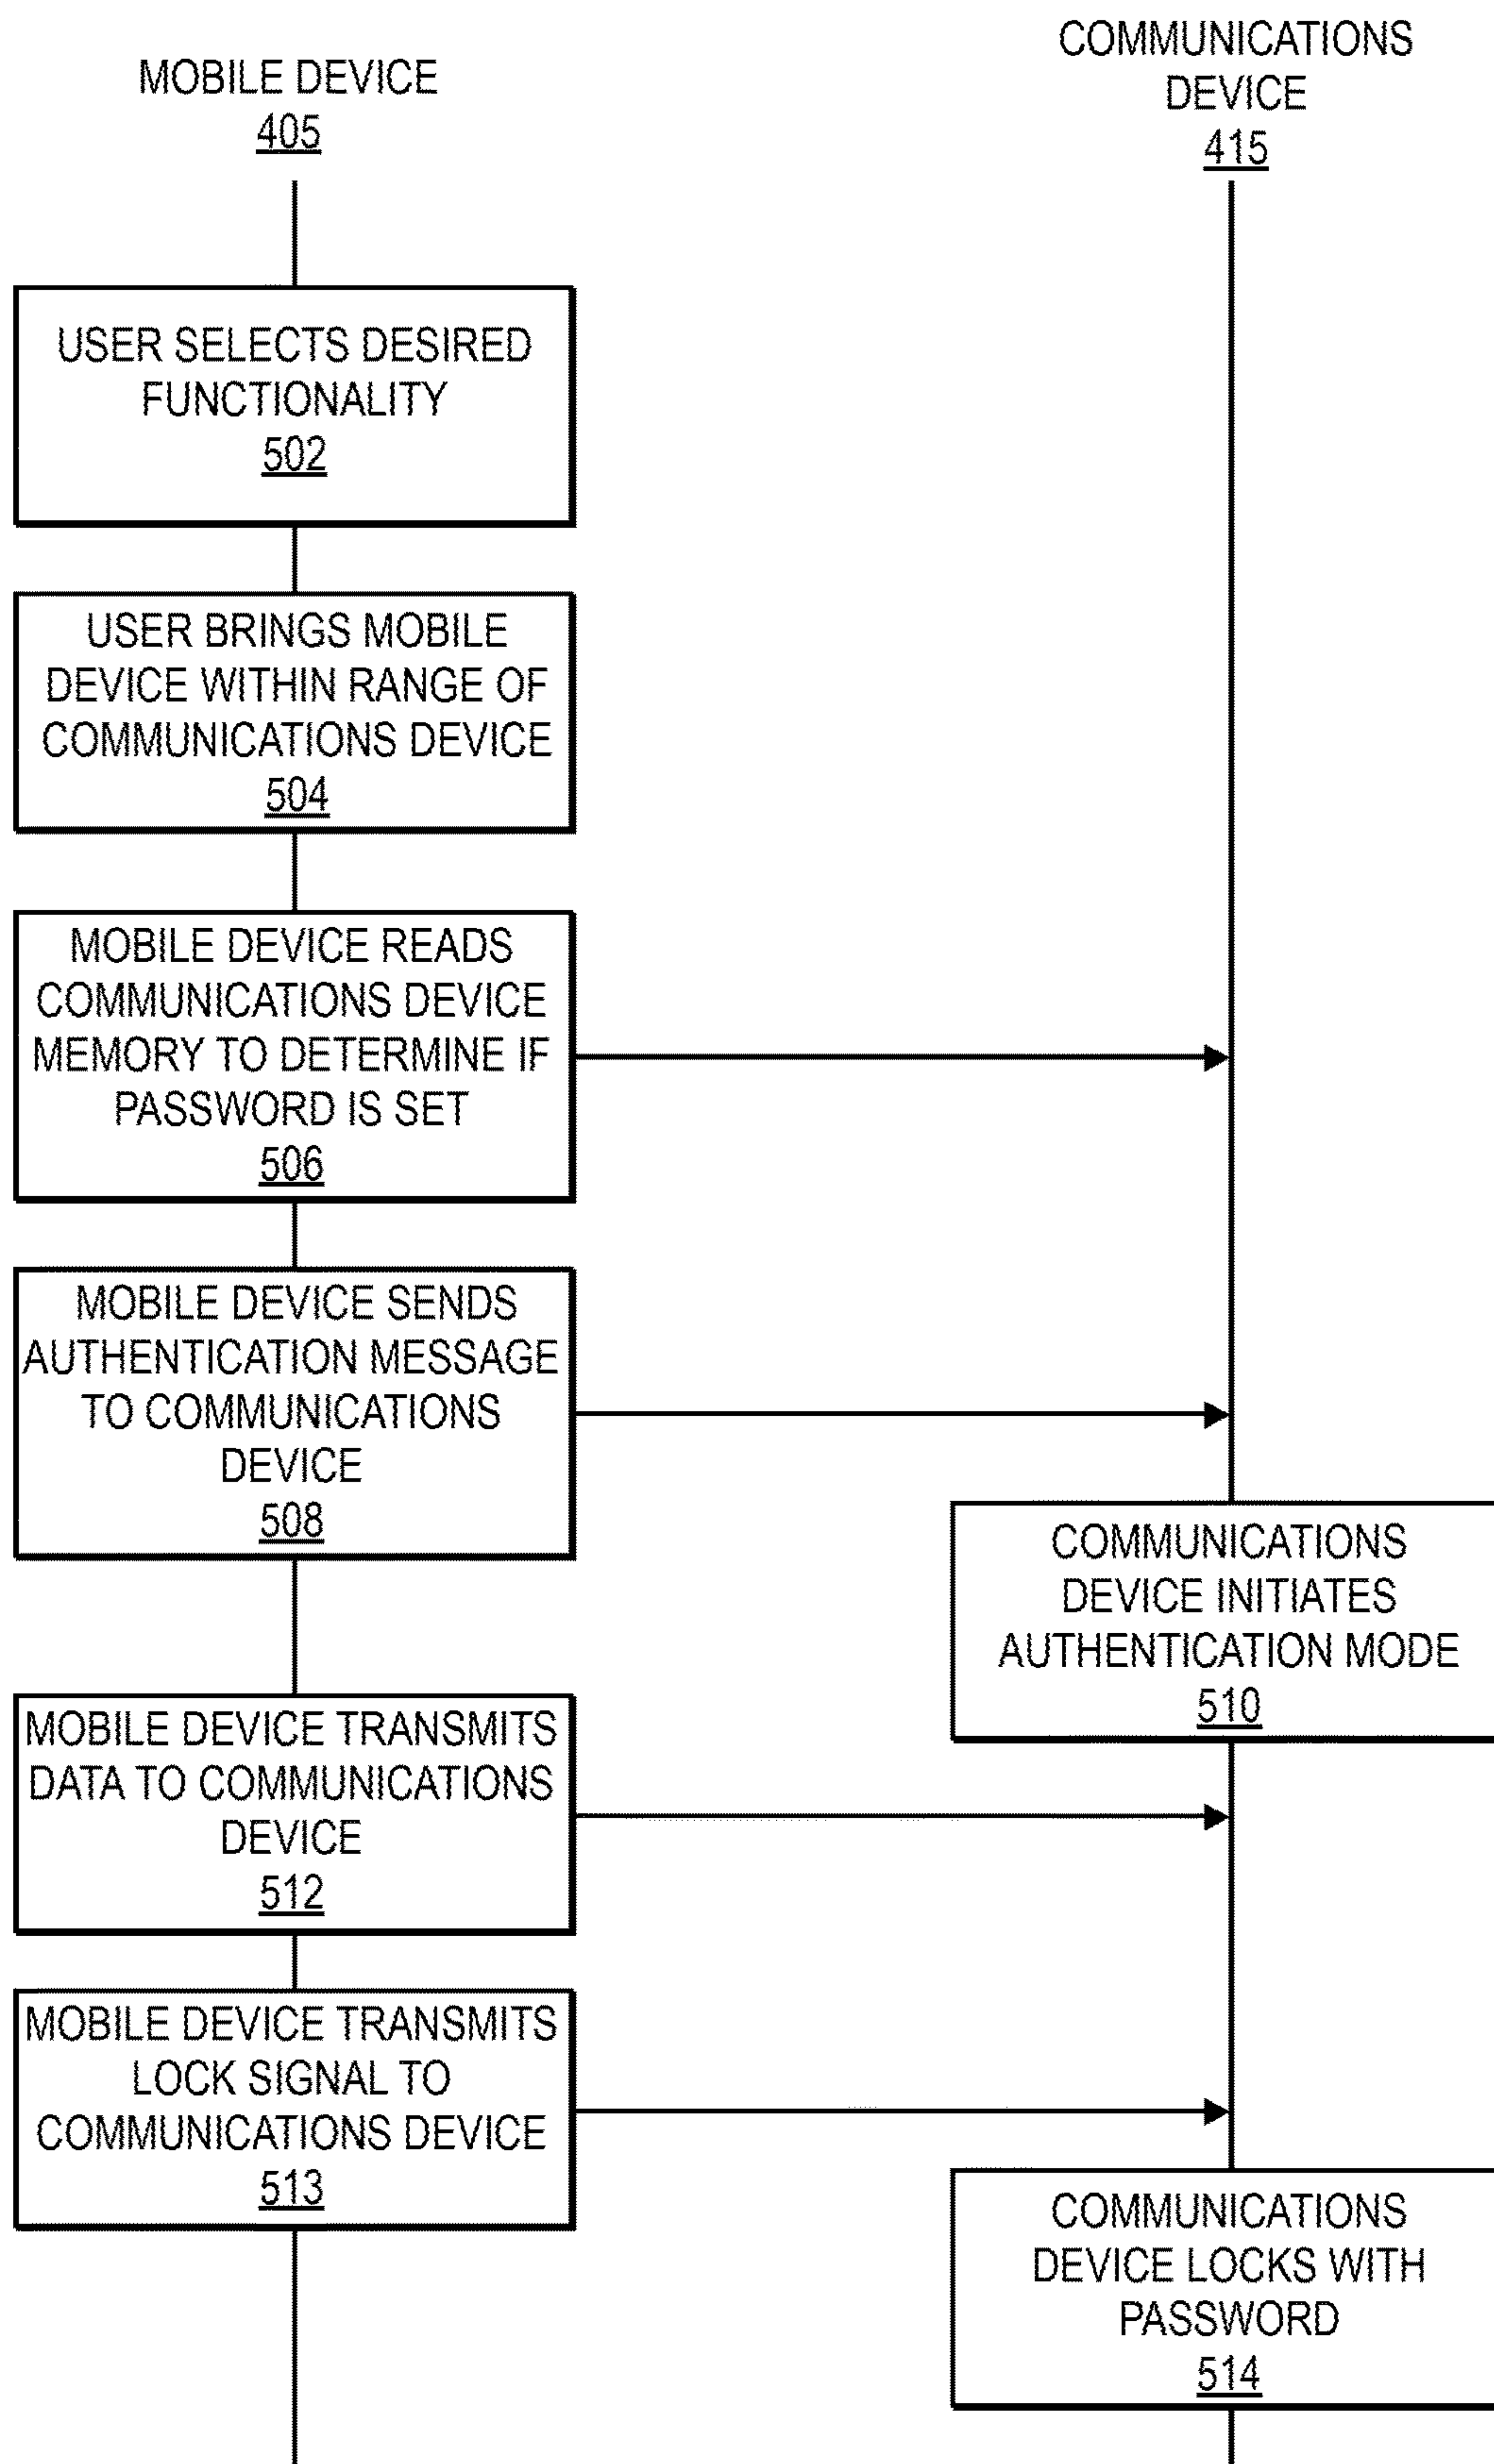 MOBILE DEVICE
405
COMMUNICATIONS
DEVICE
415
USER SELECTS DESIRED
FUNCTIONALITY
502
USER BRINGS MOBILE
DEVICE WITHIN RANGE OF
COMMUNICATIONS DEVICE
504
MOBILE DEVICE READS
COMMUNICATIONS DEVICE
MEMORY TO DETERMINE IF
PASSWORD IS SET
506
MOBILE DEVICE SENDS
AUTHENTICATION MESSAGE
TO COMMUNICATIONS
DEVICE
508
COMMUNICATIONS
DEVICE INITIATES
AUTHENTICATION MODE
510
MOBILE DEVICE TRANSMITS
DATA TO COMMUNICATIONS
DEVICE
512
MOBILE DEVICE TRANSMITS
LOCK SIGNAL TO
COMMUNICATIONS DEVICE
513
COMMUNICATIONS
DEVICE LOCKS WITH
PASSWORD
514